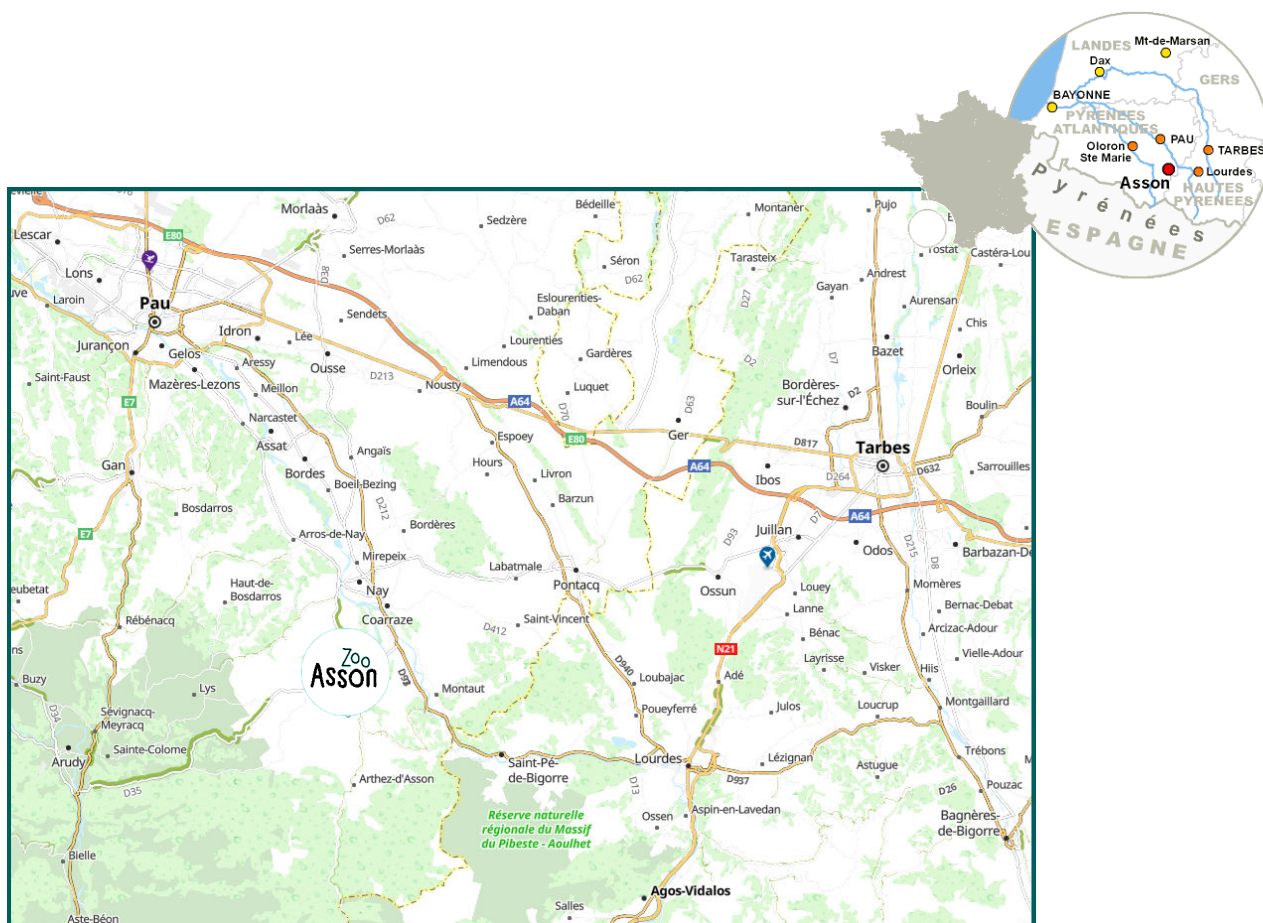 LANDES
Mt-de-Marsan
Dax
GERS
BAYONNE
PYRENEES
ATLANTIQUES
PAU
Oloron
Ste Marie
TARBES
Lourdes
Asson
HAUTES
PYRENEES
Pyrénées
ESPAGNE
Morlaàs
D62
Sedzère
Bédeille
Montaner
Pujo
Lescar
E80
Serres-Morlaàs
Séron
D62
Tarasteix
Tostat
Castéra-Lou
Lons
D38
Andrest
Laroin
Pau
Eslourenties-
Daban
D27
Gayan
Aurensan
Sendets
Idron
Lée
Lourenties
Chis
Jurançon
Gelos
Ousse
Limendous
Gardères
D2
D7
Bazet
Orleix
Aressy
Saint-Faust
Mazères-Lezons
Meillon
D213
Nousty
Luquet
Bordères-
sur-l'Échez
D2
E7
A64
D70
D63
Boulin
Narcastet
Assat
Ger
Espoey
E80
D817
Tarbes
Angaïs
Gan
Bordes
Hours
Livron
A64
Ibos
D264
D632
Sarrouilles
Boeil-Bezing
D212
Barzun
Bosdarros
A64
Bordères
D93
Juillan
D7
E7
Arros-de-Nay
Odos
D215
Barbazan-De
Mirepeix
D8
Labatmale
Pontacq
Ossun
Haut-de-
Bosdarros
Nay
Louey
Momères
Coarraze
Lanne
Bernac-Debat
Rébénacq
D412
Saint-Vincent
Bénac
Arcizac-Adour
N21
Zoo
Asson
D940
Layrisse
Visker
Hiis
Vielle-Adour
Buzy
Lys
Montaut
Loubajac
Adé
D34
Sévignacq-
Meyracq
Poueyferré
Julos
Loucrup
Montgaillard
Sainte-Colome
Arudy
Saint-Pé-
de-Bigorre
Lourdes
Lézignan
Trébons
Astugue
D35
Arthez-d'Asson
D13
D937
D26
Pouzac
Réserve naturelle
régionale du Massif
du Pibeste - Aoulhet
Ossen
Aspin-en-Lavedan
Bagnères-
de-Bigorre
Bielle
Agos-Vidalos
Salles
Aste-Béon